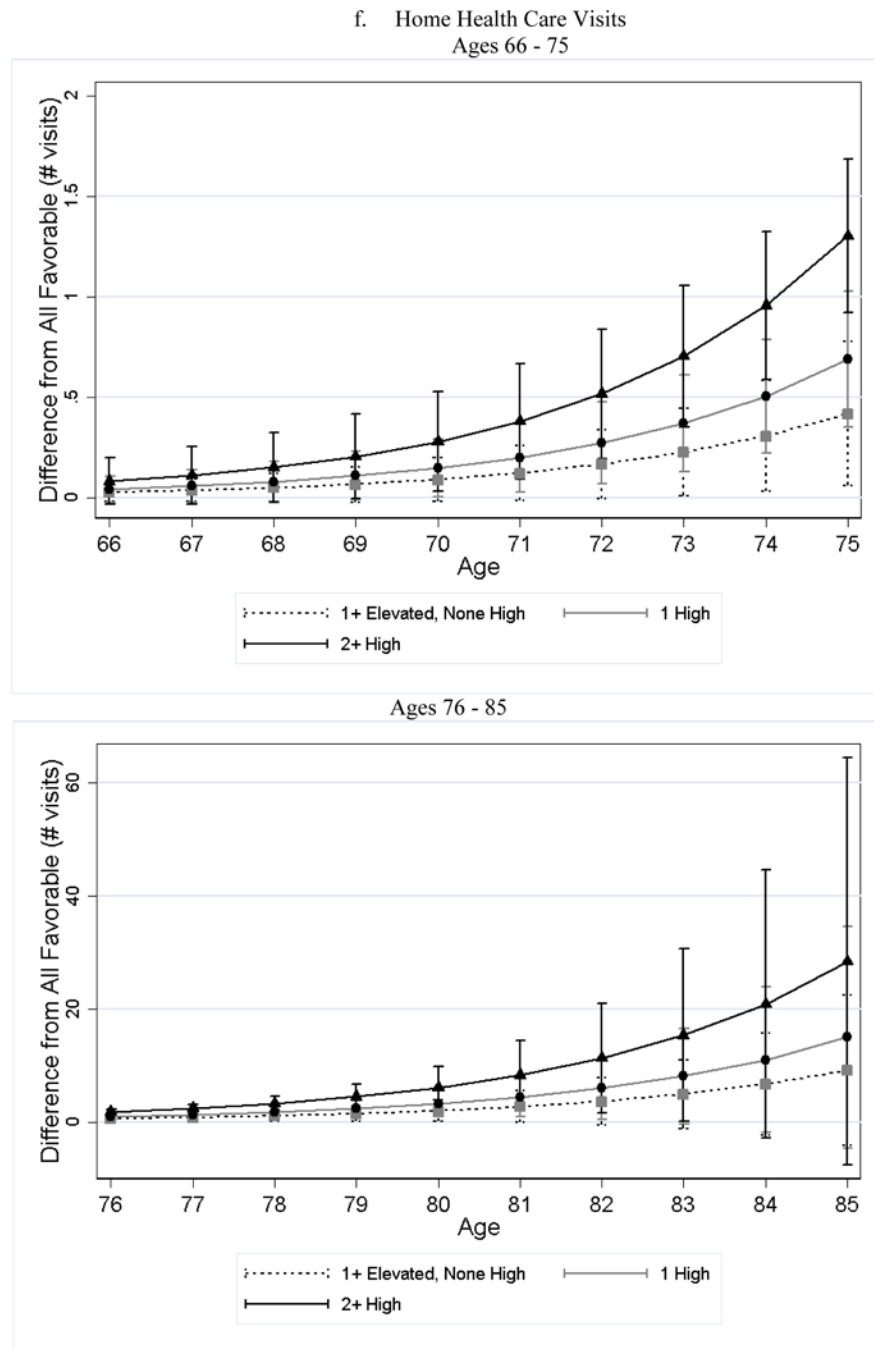 f. Home Health Care Visits
Ages 66 - 75
Difference from All Favorable (# visits)
2
1.5
1
.5
0
66 67 68 69 70 71 72 73 74 75
Age
1+ Elevated, None High 1 High
2+ High
Ages 76 - 85
Difference from All Favorable (# visits)
60
40
20
0
76 77 78 79 80 81 82 83 84 85
Age
1+ Elevated, None High 1 High
2+ High